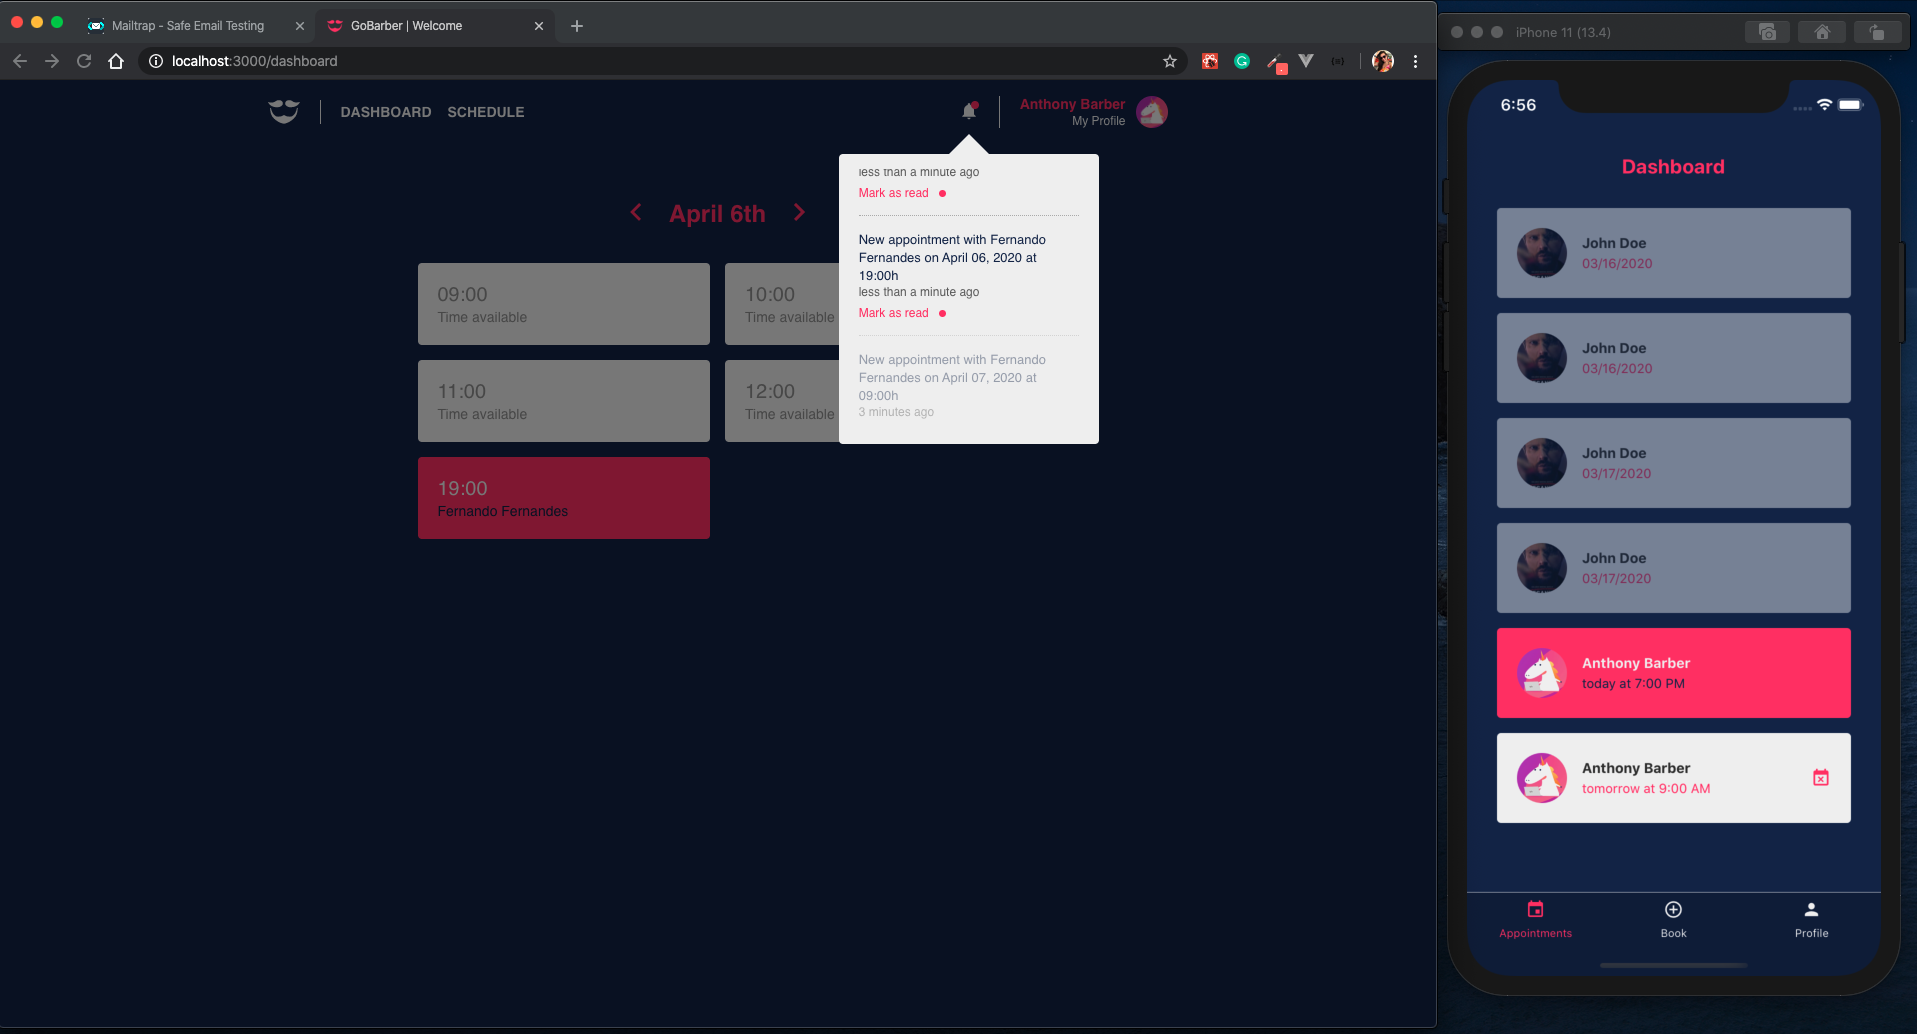 Mailtrap - Safe Email Testing
GoBarber | Welcome
localhost:3000/dashboard
DASHBOARD SCHEDULE
Anthony Barber
My Profile
April 6th
09:00
Time available
10:00
Time available
11:00
Time available
12:00
Time available
19:00
Fernando Fernandes
less than a minute ago
Mark as read
New appointment with Fernando
Fernandes on April 06, 2020 at
19:00h
less than a minute ago
Mark as read
New appointment with Fernando
Fernandes on April 07, 2020 at
09:00h
3 minutes ago
iPhone 11 (13.4)
6:56
Dashboard
John Doe
03/16/2020
John Doe
03/16/2020
John Doe
03/17/2020
John Doe
03/17/2020
Anthony Barber
today at 7:00 PM
Anthony Barber
tomorrow at 9:00 AM
Appointments
Book
Profile